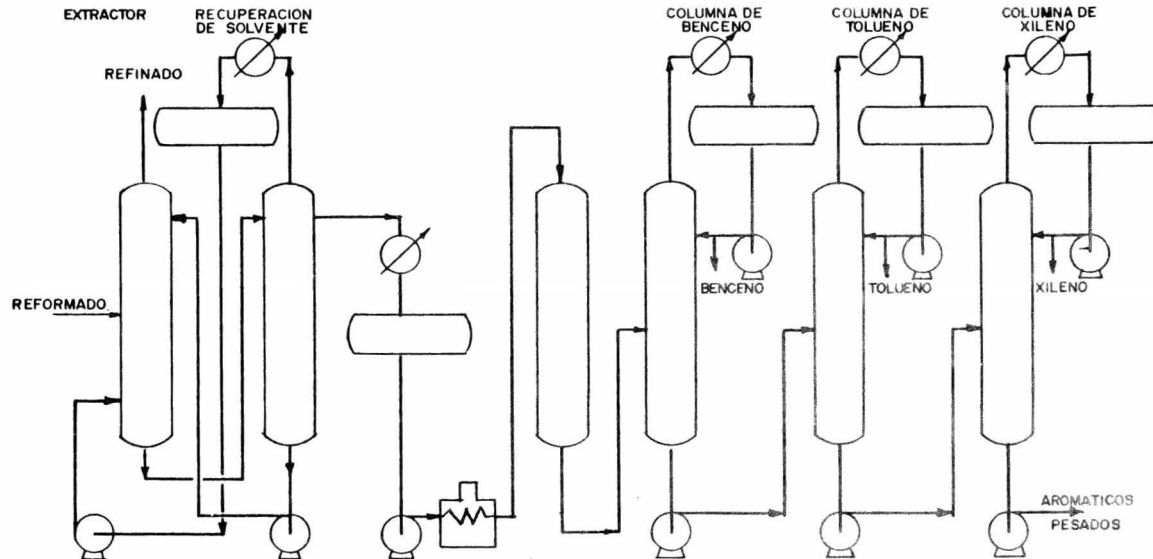 EXTRACTOR
RECUPERACION
DE SOLVENTE
COLUMNA DE
BENCENO
COLUMNA DE
TOLUENO
COLUMNA DE
XILENO
REFINADO
REFORMADO
BENCENO
TOLUENO
XILENO
AROMATICOS
PESADOS